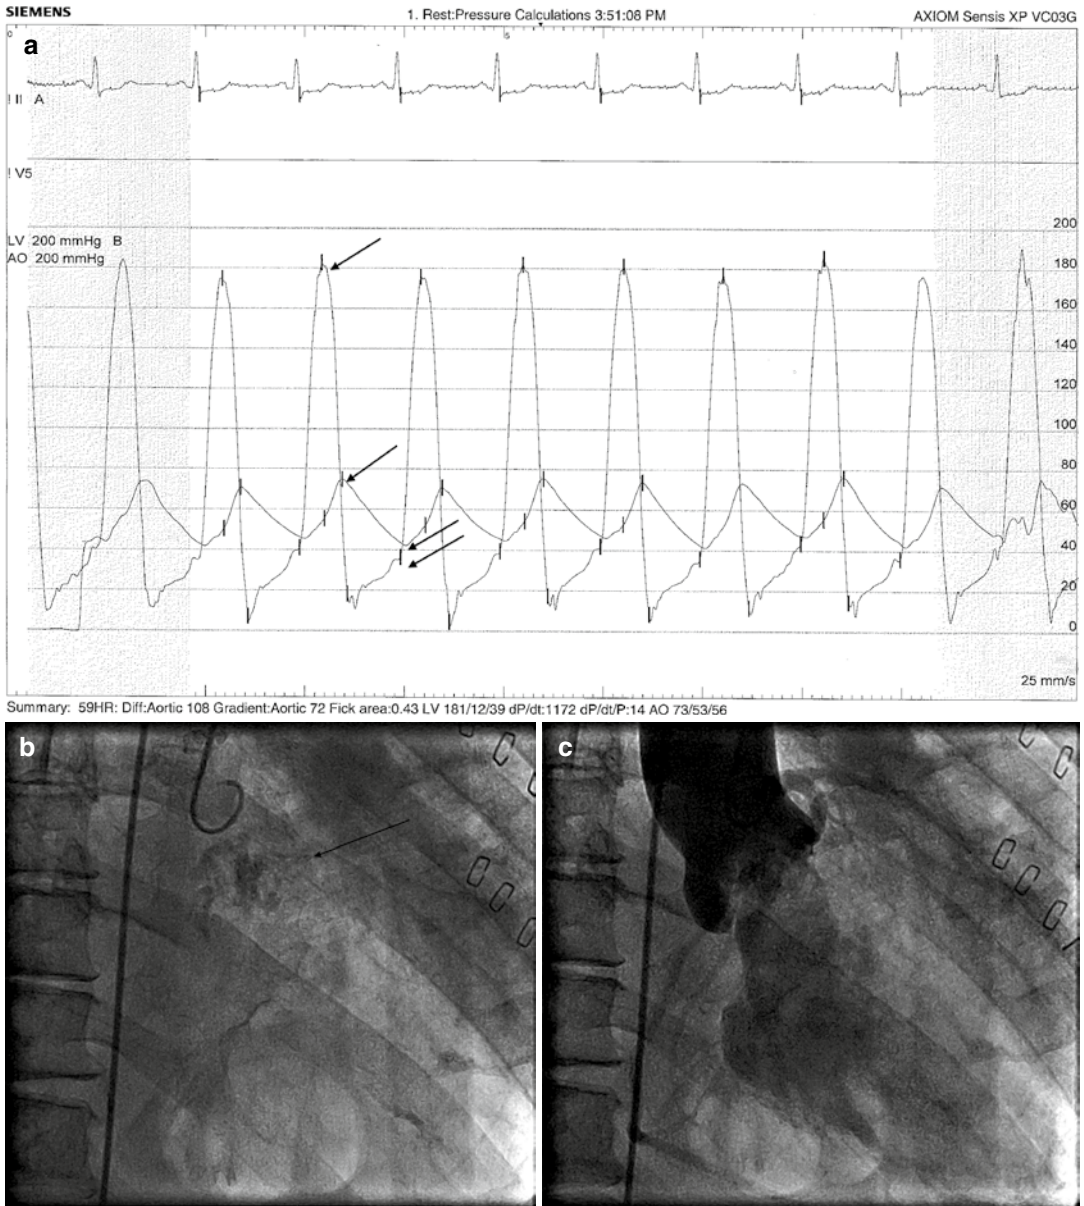 SIEMENS
1. Rest:Pressure Calculations 3:51:08 PM
AXIOM Sensis XP VC03G
0
5
a
! II A
! V5
200
LV 200 mmHg B
AO 200 mmHg
180
160
140
120
100
80
60
40
20
0
25 mm/s
Summary: 59HR: Diff:Aortic 108 Gradient:Aortic 72 Fick area:0.43 LV 181/12/39 dP/dt:1172 dP/dt/P:14 AO 73/53/56
b
c